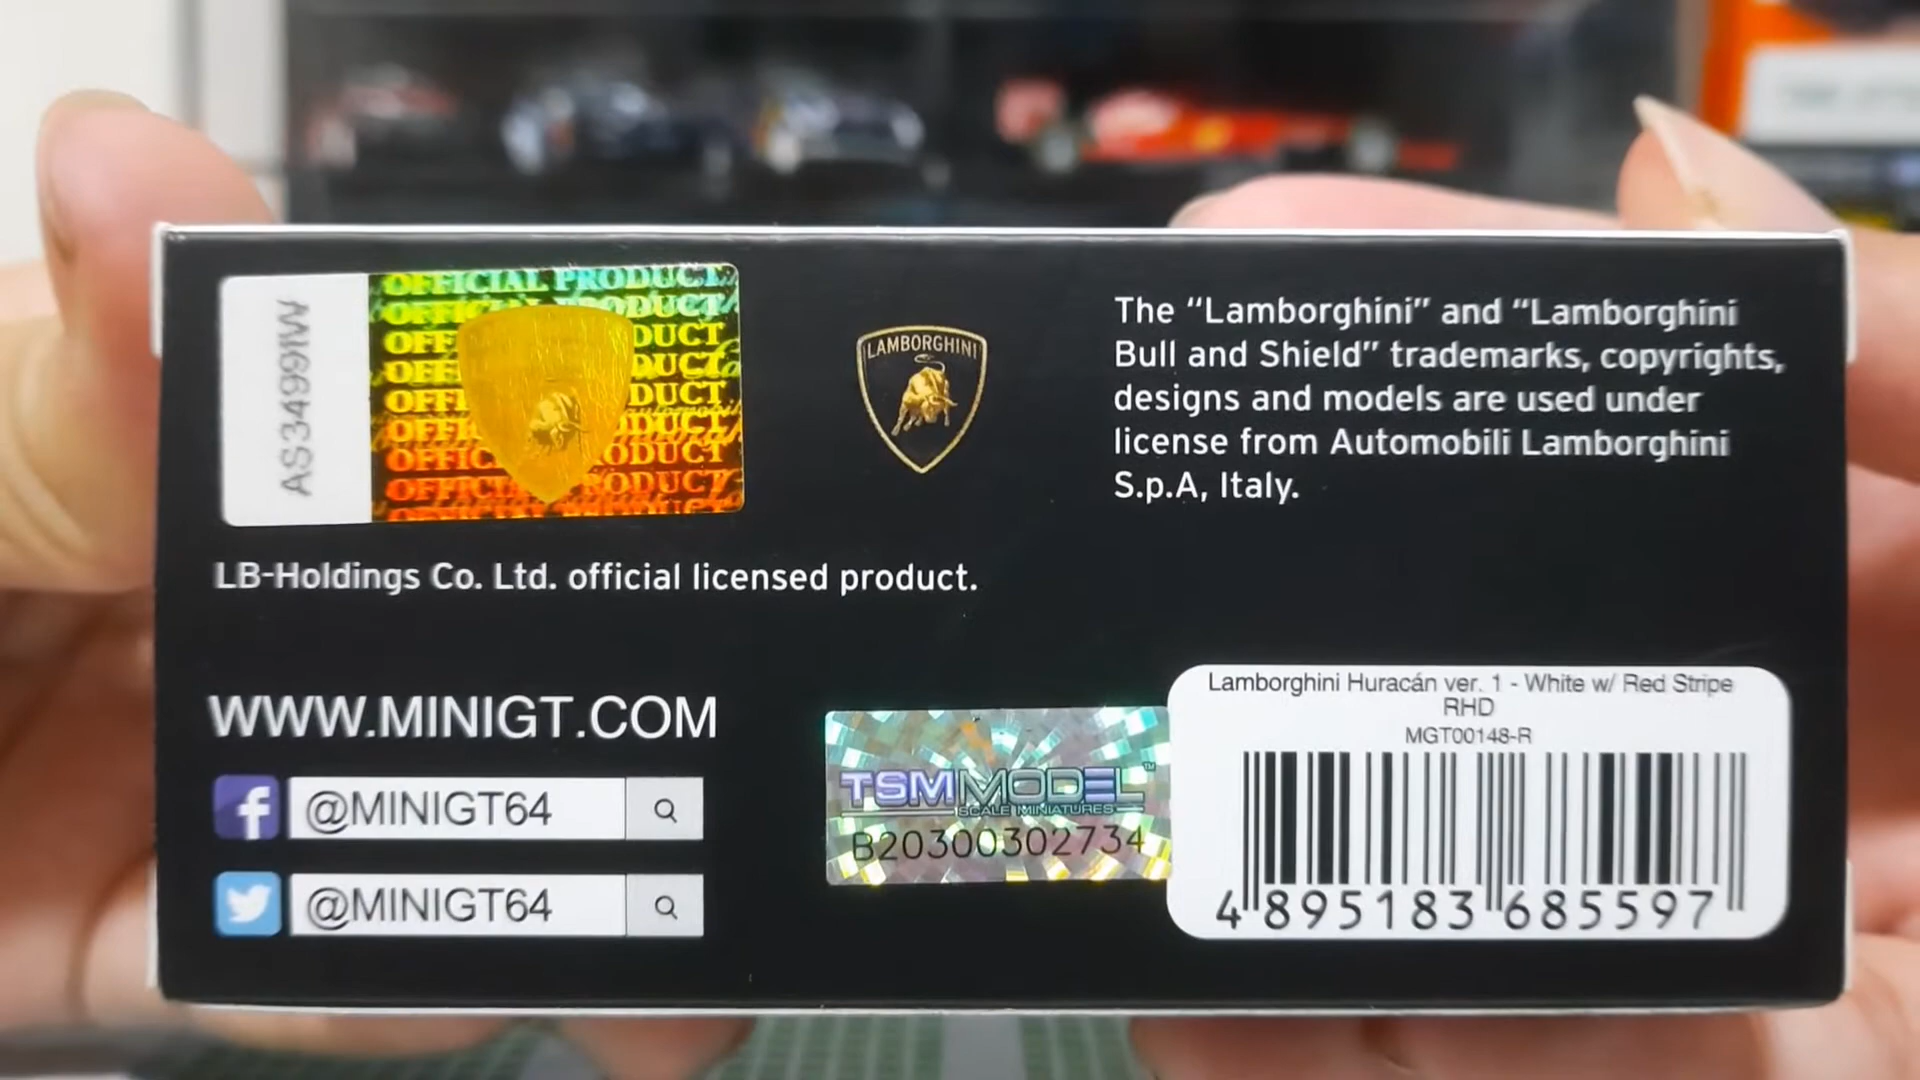 AS34991W
OFFICIAL PRODUCT
LAMBORGHINI
The “Lamborghini” and “Lamborghini
Bull and Shield” trademarks, copyrights,
designs and models are used under
license from Automobili Lamborghini
S.p.A, Italy.
LB-Holdings Co. Ltd. official licensed product.
WWW.MINIGT.COM
@MINIGT64
@MINIGT64
TSMMODEL™
SCALE MINIATURES
B20300302734
Lamborghini Huracán ver. 1 - White w/ Red Stripe
RHD
MGT00148-R
4 895183 685597